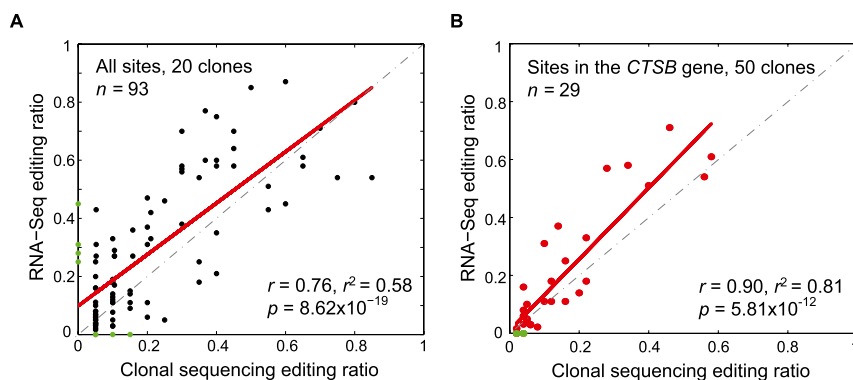 A
All sites, 20 clones
n = 93
r = 0.76, r² = 0.58
p = 8.62x10⁻¹⁹
RNA−Seq editing ratio
1
0.8
0.6
0.4
0.2
0
0
0.2
0.4
0.6
0.8
1
Clonal sequencing editing ratio
B
Sites in the CTSB gene, 50 clones
n = 29
r = 0.90, r² = 0.81
p = 5.81x10⁻¹²
RNA−Seq editing ratio
1
0.8
0.6
0.4
0.2
0
0
0.2
0.4
0.6
0.8
1
Clonal sequencing editing ratio